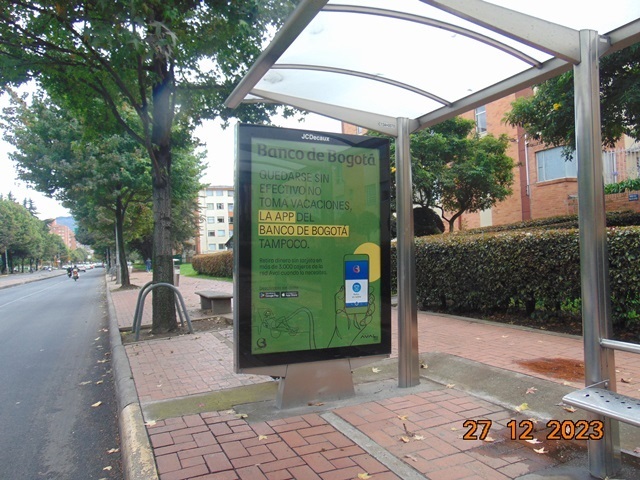 JCDecaux
Banco de Bogotá
QUEDARSE SIN
EFECTIVO NO
TOMA VACACIONES,
LA APP DEL
BANCO DE BOGOTÁ
TAMPOCO.
27 12 2023